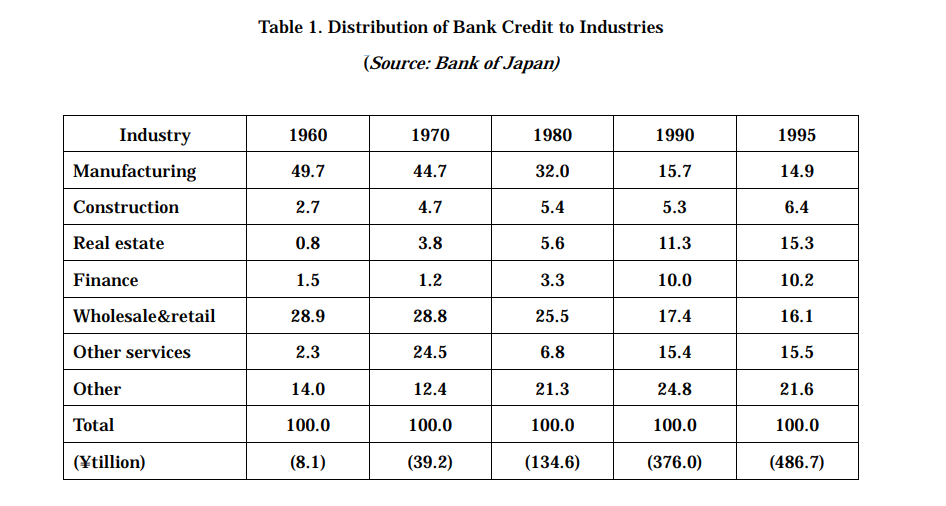 Table 1. Distribution of Bank Credit to Industries
(Source: Bank of Japan)
Industry 1960 1970 1980 1990 1995
Manufacturing 49.7 44.7 32.0 15.7 14.9
Construction 2.7 4.7 5.4 5.3 6.4
Real estate 0.8 3.8 5.6 11.3 15.3
Finance 1.5 1.2 3.3 10.0 10.2
Wholesale&retail 28.9 28.8 25.5 17.4 16.1
Other services 2.3 24.5 6.8 15.4 15.5
Other 14.0 12.4 21.3 24.8 21.6
Total 100.0 100.0 100.0 100.0 100.0
(¥tillion) (8.1) (39.2) (134.6) (376.0) (486.7)